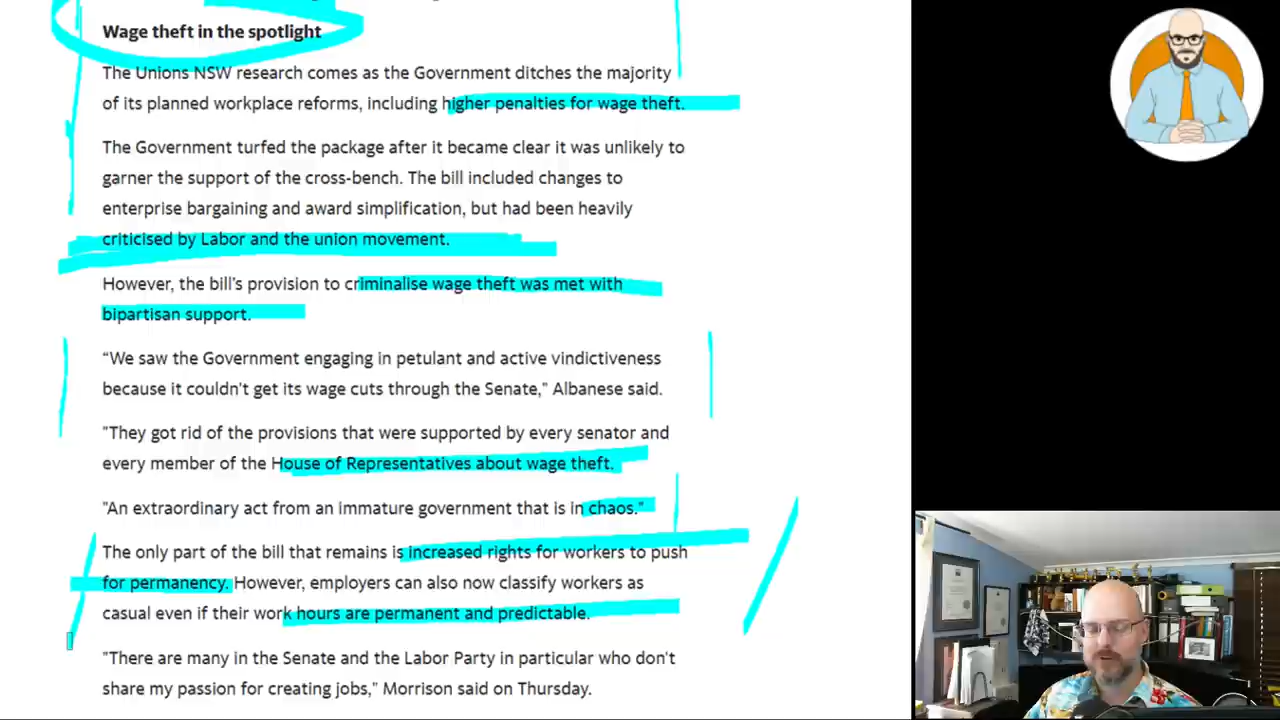 Wage theft in the spotlight
The Unions NSW research comes as the Government ditches the majority
of its planned workplace reforms, including higher penalties for wage theft.
The Government turfed the package after it became clear it was unlikely to
garner the support of the cross-bench. The bill included changes to
enterprise bargaining and award simplification, but had been heavily
criticised by Labor and the union movement.
However, the bill's provision to criminalise wage theft was met with
bipartisan support.
“We saw the Government engaging in petulant and active vindictiveness
because it couldn't get its wage cuts through the Senate," Albanese said.
"They got rid of the provisions that were supported by every senator and
every member of the House of Representatives about wage theft.
"An extraordinary act from an immature government that is in chaos."
The only part of the bill that remains is increased rights for workers to push
for permanency. However, employers can also now classify workers as
casual even if their work hours are permanent and predictable.
"There are many in the Senate and the Labor Party in particular who don't
share my passion for creating jobs," Morrison said on Thursday.